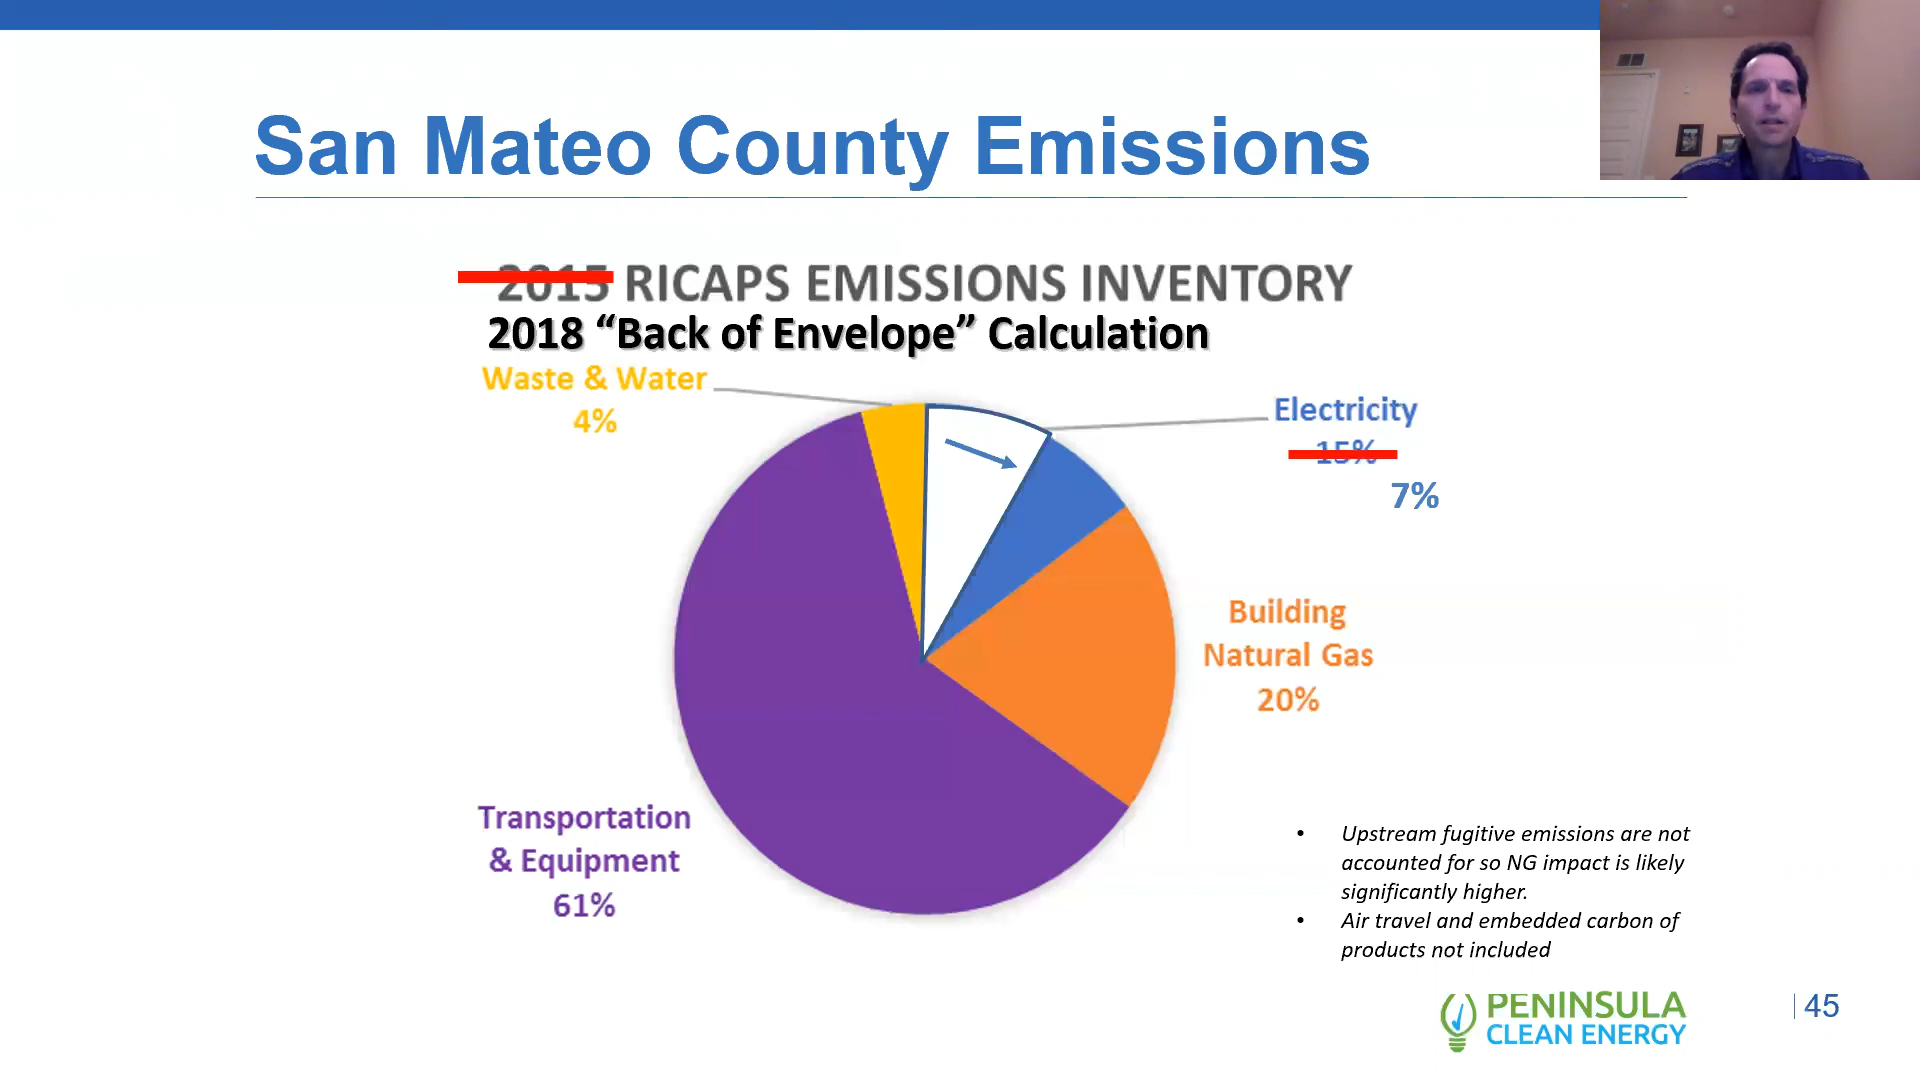 San Mateo County Emissions
2015 RICAPS EMISSIONS INVENTORY
2018 “Back of Envelope” Calculation
Waste & Water
4%
Electricity
15%
7%
Building
Natural Gas
20%
Transportation
& Equipment
61%
• Upstream fugitive emissions are not
accounted for so NG impact is likely
significantly higher.
• Air travel and embedded carbon of
products not included
PENINSULA
CLEAN ENERGY
45